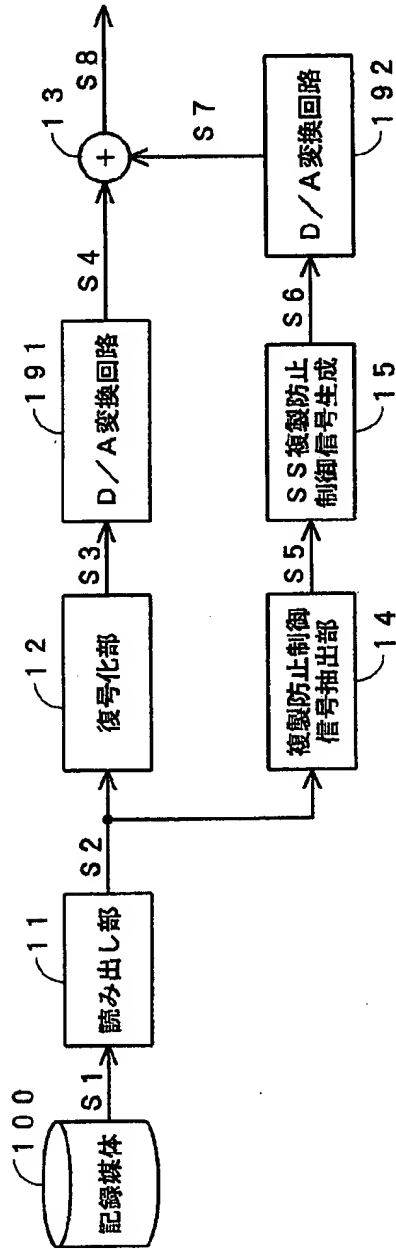 100
記録媒体
S1
11
読み出し部
S2
12
復号化部
S3
191
D/A変換回路
S4
13
+
S8
S7
14
複製防止制御
信号抽出部
S5
15
SS複製防止
制御信号生成
S6
192
D/A変換回路